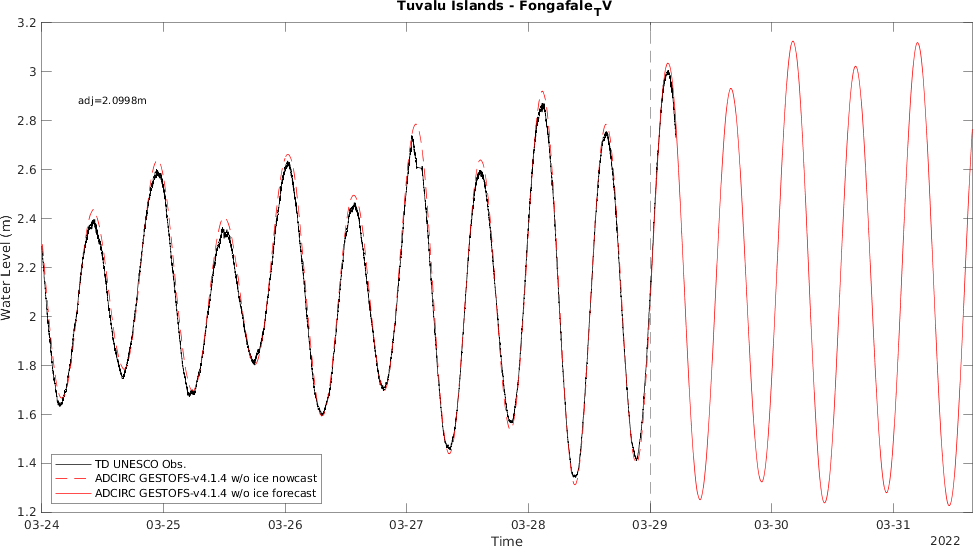 Tuvalu Islands - Fongafale_TV
3.2
3
2.8
2.6
2.4
2.2
2
1.8
1.6
1.4
1.2
Water Level (m)
adj=2.0998m
TD UNESCO Obs.
ADCIRC GESTOFS-v4.1.4 w/o ice nowcast
ADCIRC GESTOFS-v4.1.4 w/o ice forecast
03-24 03-25 03-26 03-27 03-28 03-29 03-30 03-31
Time
2022